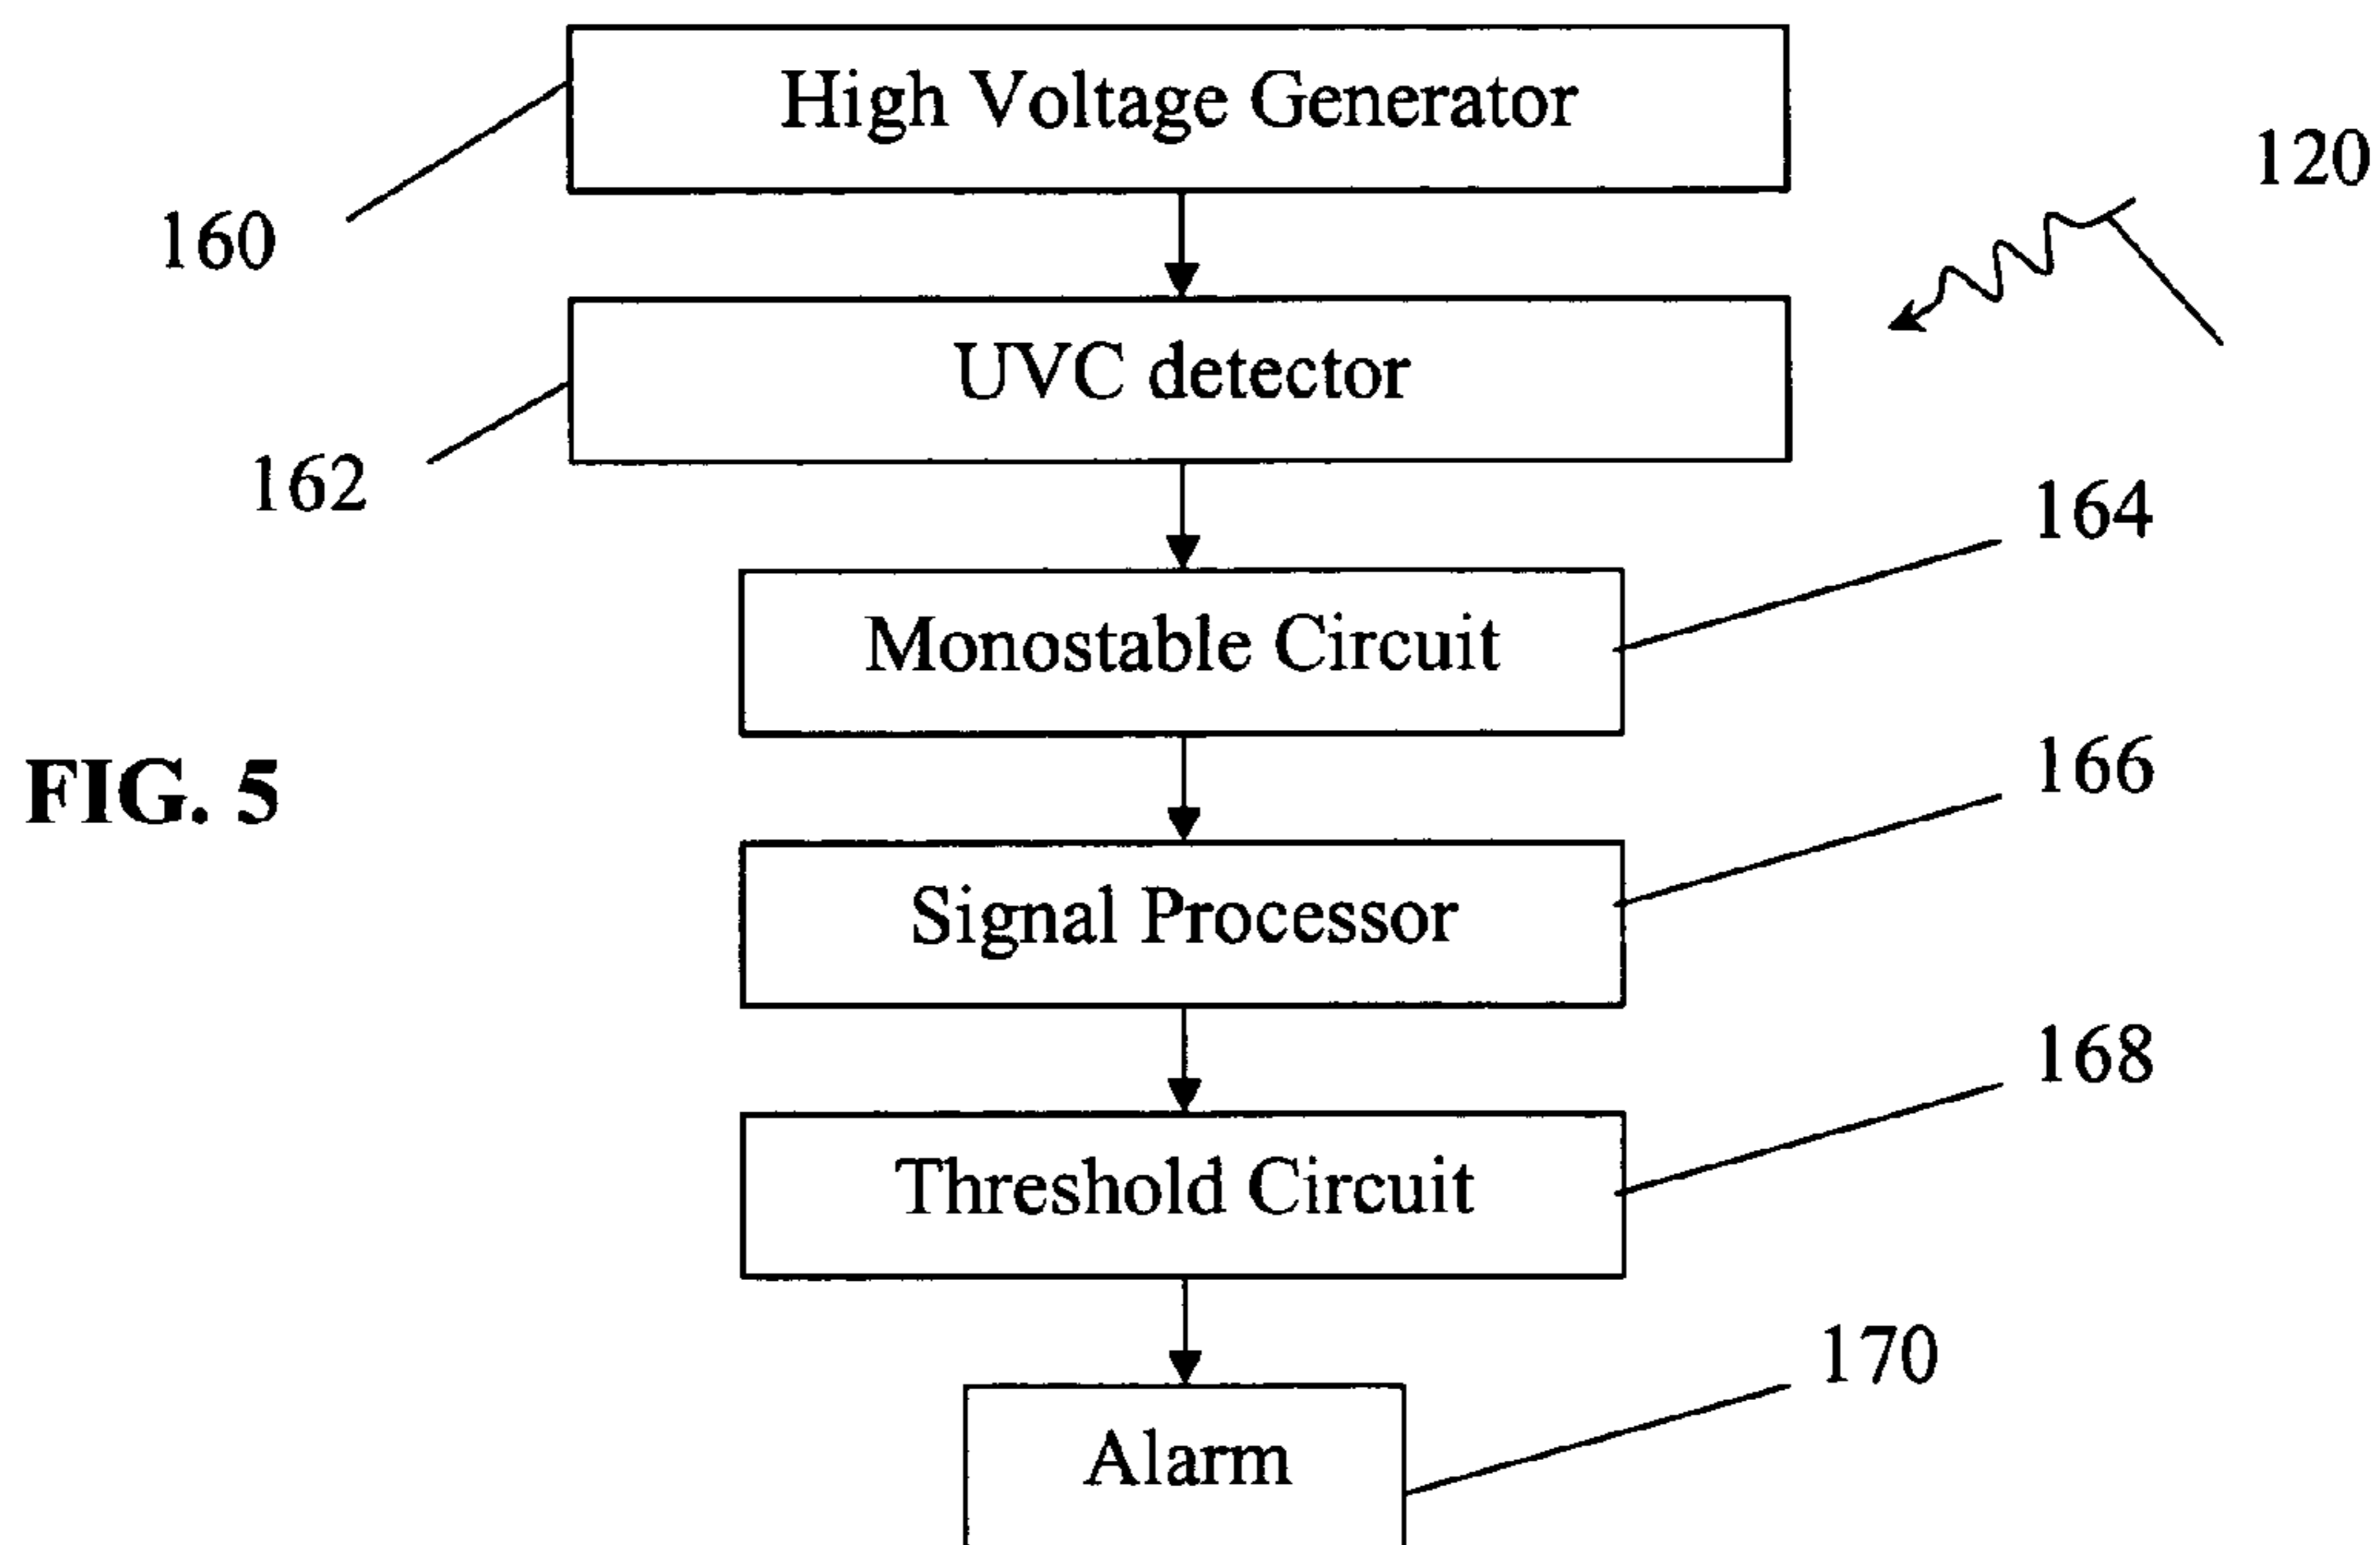 High Voltage Generator
120
160
UVC detector
162
164
Monostable Circuit
166
FIG. 5
Signal Processor
168
Threshold Circuit
170
Alarm